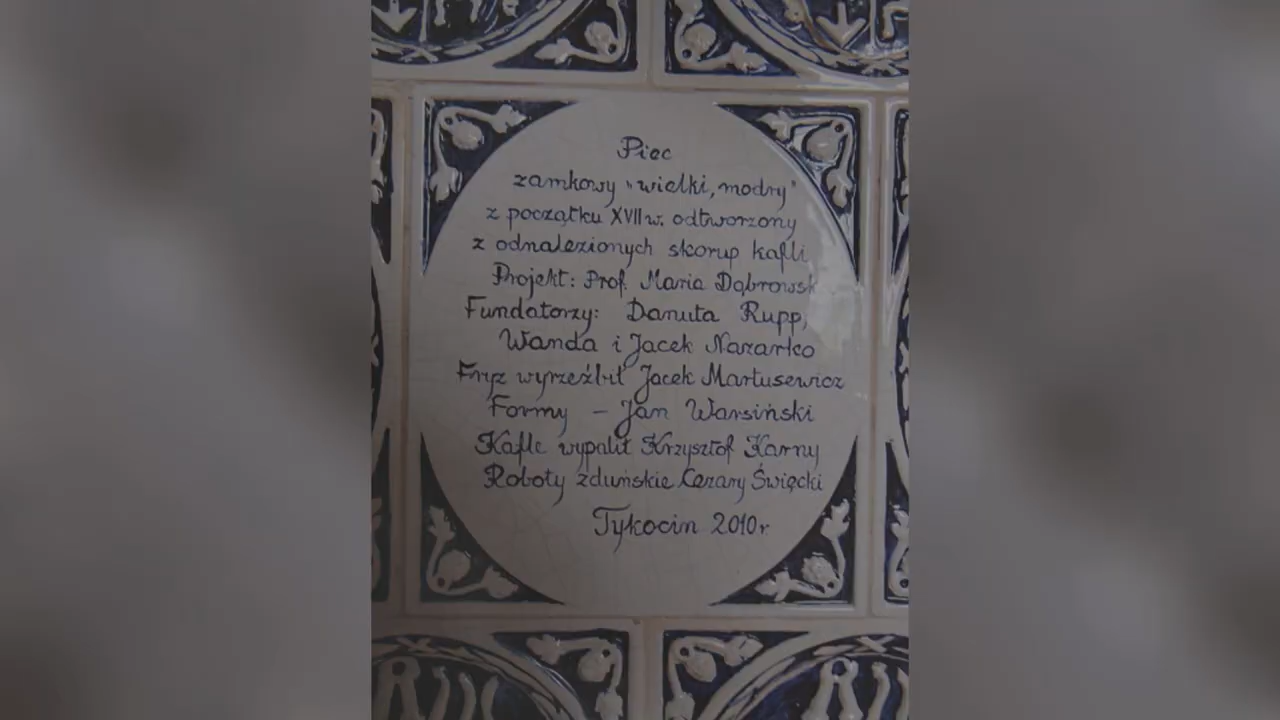 Piec
zamkowy "wielki, modry"
z początku XVII w. odtworzony
z odnalezionych skorup kafli
Projekt: Prof. Maria Dąbrowsk
Fundatorzy: Danuta Rupp,
Wanda i Jacek Nazarko
Fryz wyrzeźbił Jacek Martusewicz
Formy – Jan Warsiński
Kafle wypalił Krzysztof Karny
Roboty zduńskie Cezary Święcki
Tykocin 2010r